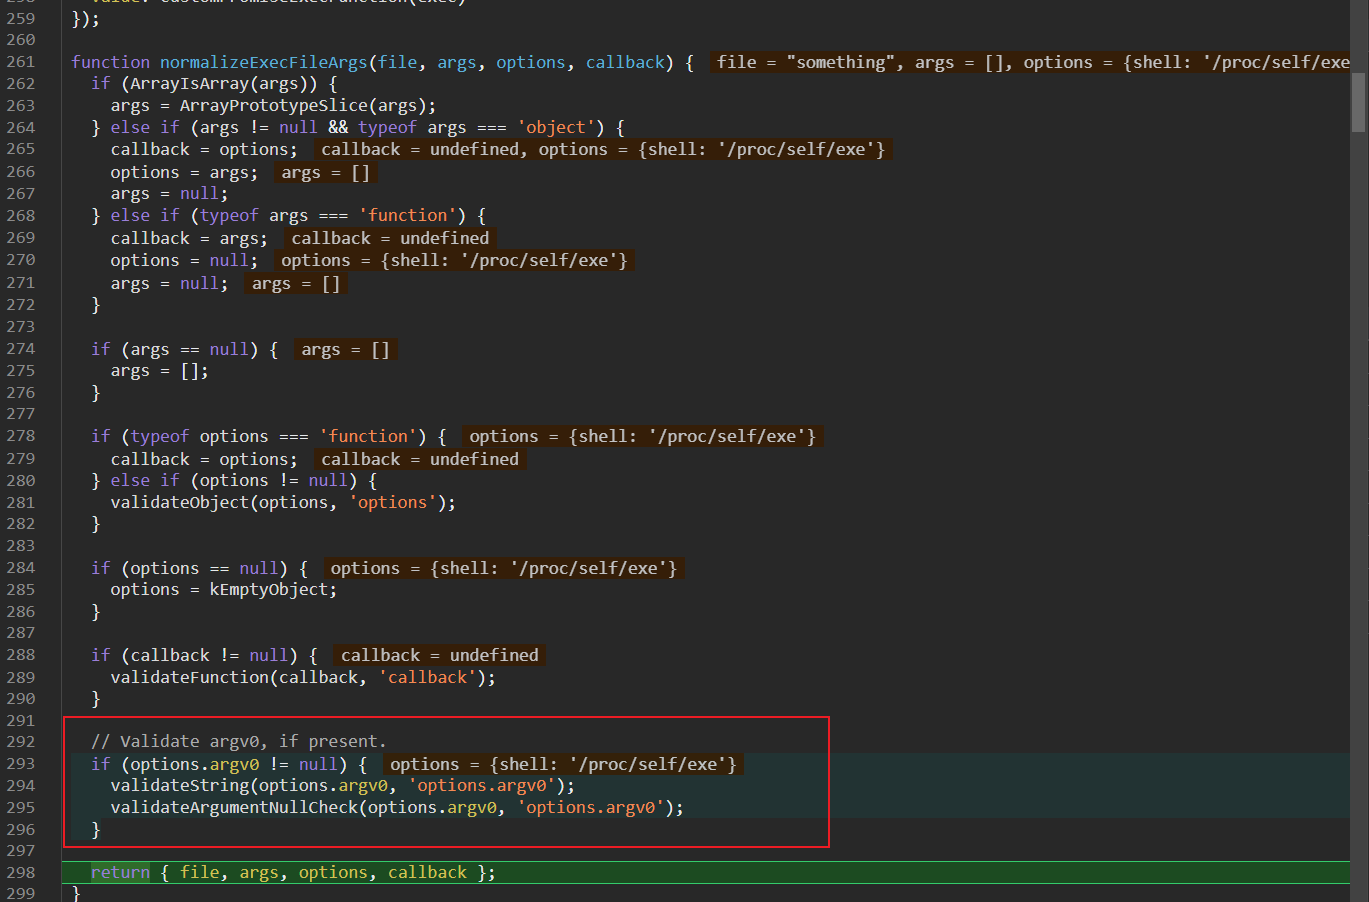 259 });
260
261 function normalizeExecFileArgs(file, args, options, callback) { file = "something", args = [], options = {shell: '/proc/self/exe
262 if (ArrayIsArray(args)) {
263 args = ArrayPrototypeSlice(args);
264 } else if (args != null && typeof args === 'object') {
265 callback = options; callback = undefined, options = {shell: '/proc/self/exe'}
266 options = args; args = []
267 args = null;
268 } else if (typeof args === 'function') {
269 callback = args; callback = undefined
270 options = null; options = {shell: '/proc/self/exe'}
271 args = null; args = []
272 }
273
274 if (args == null) { args = []
275 args = [];
276 }
277
278 if (typeof options === 'function') { options = {shell: '/proc/self/exe'}
279 callback = options; callback = undefined
280 } else if (options != null) {
281 validateObject(options, 'options');
282 }
283
284 if (options == null) { options = {shell: '/proc/self/exe'}
285 options = kEmptyObject;
286 }
287
288 if (callback != null) { callback = undefined
289 validateFunction(callback, 'callback');
290 }
291
292 // Validate argv0, if present.
293 if (options.argv0 != null) { options = {shell: '/proc/self/exe'}
294 validateString(options.argv0, 'options.argv0');
295 validateArgumentNullCheck(options.argv0, 'options.argv0');
296 }
297
298 return { file, args, options, callback };
299 }